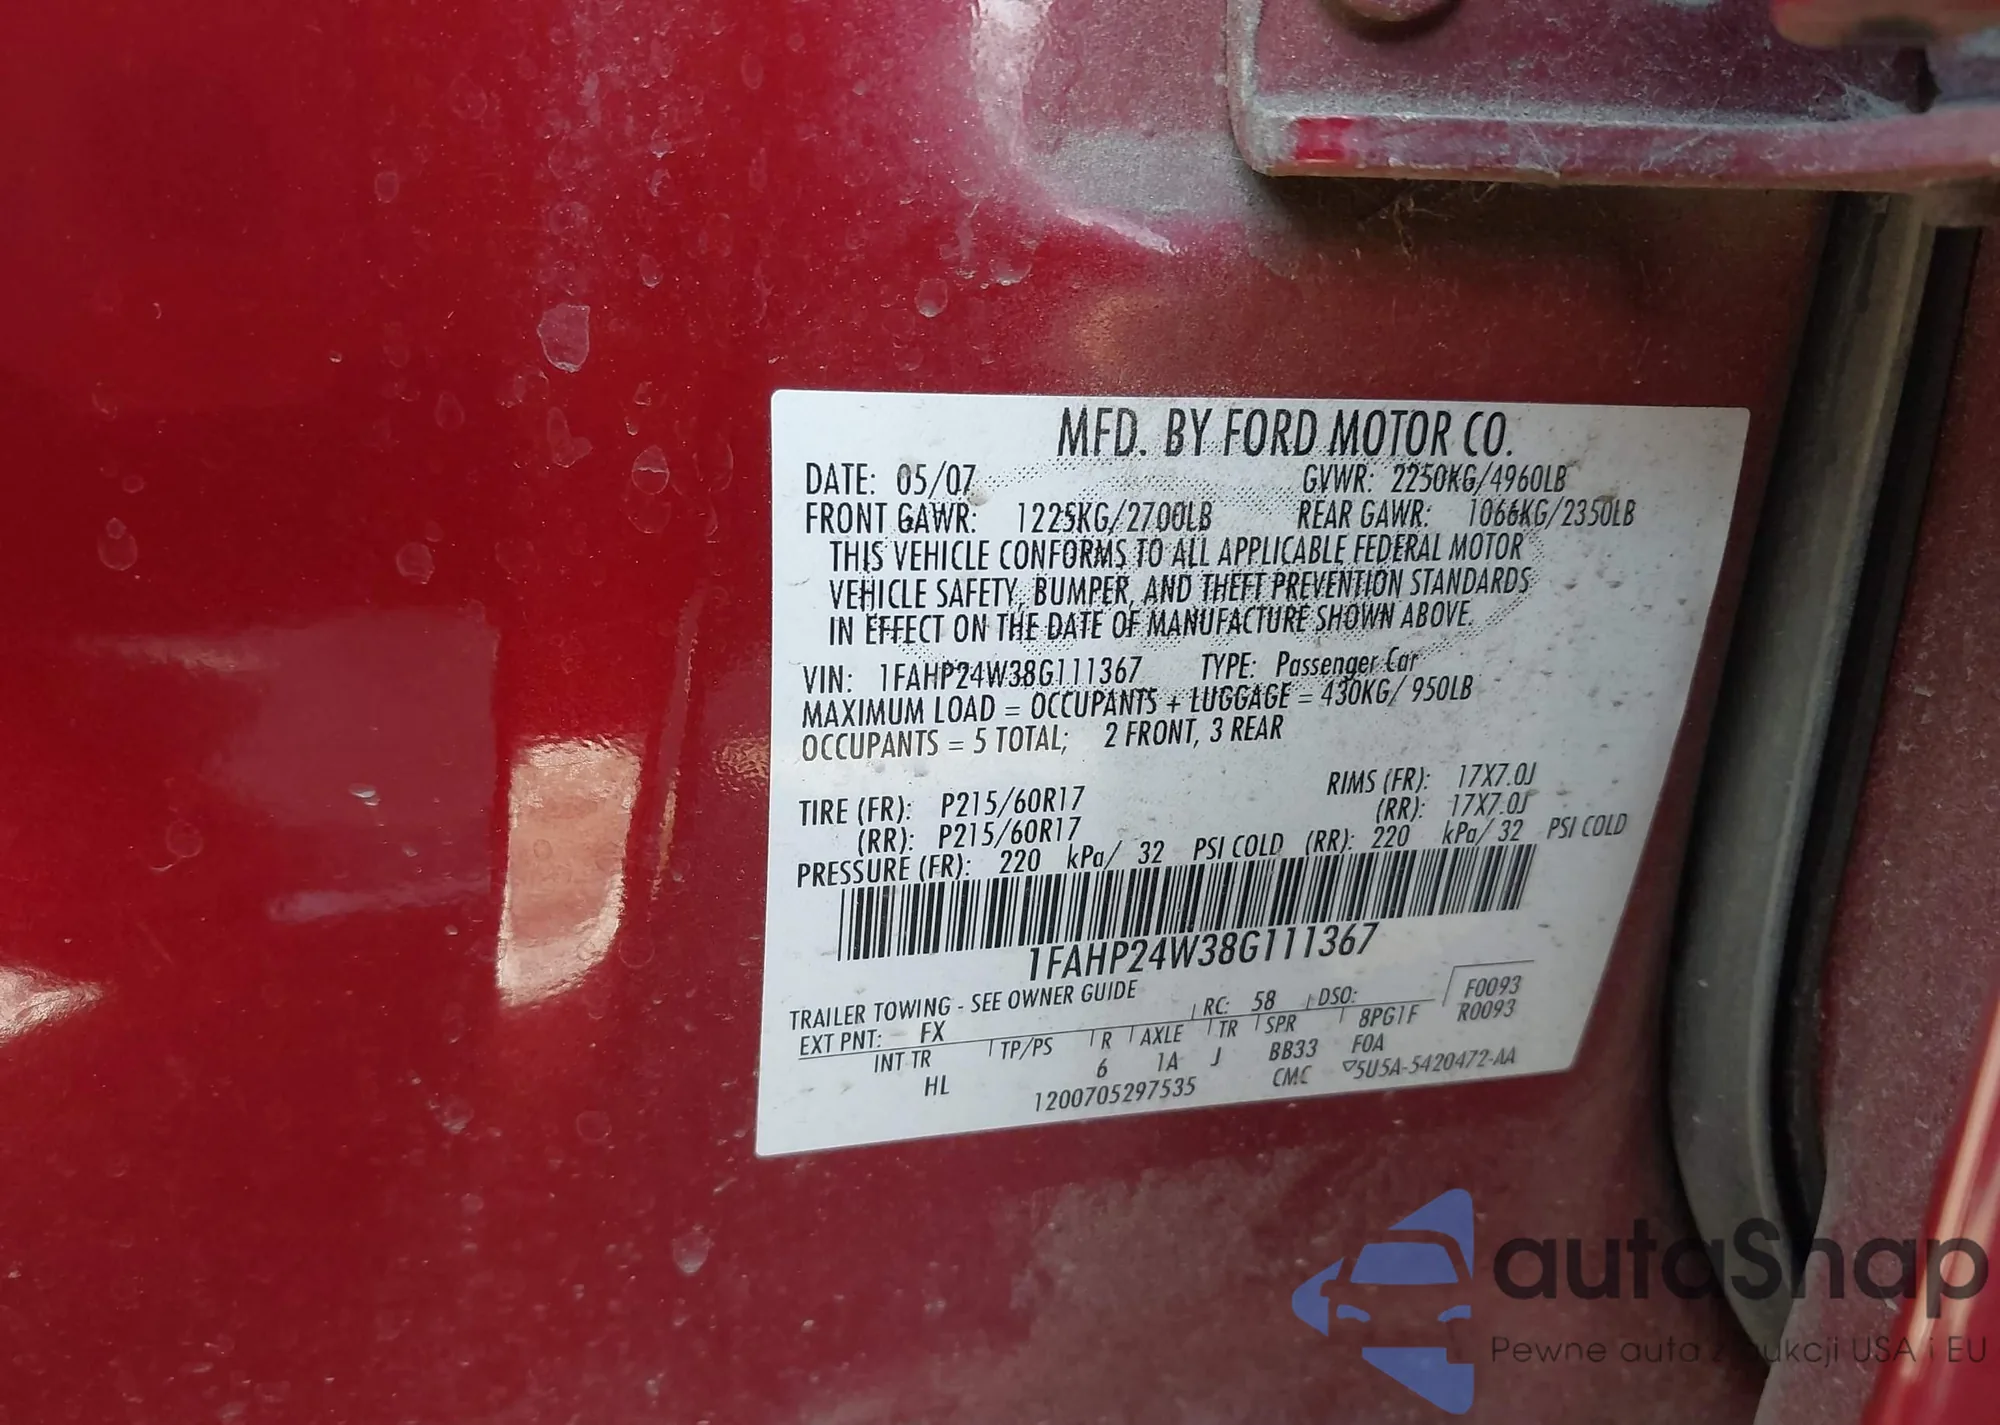 MFD. BY FORD MOTOR CO.
DATE: 05/07 GVWR: 2250KG/4960LB
FRONT GAWR: 1225KG/2700LB REAR GAWR: 1066KG/2350LB
THIS VEHICLE CONFORMS TO ALL APPLICABLE FEDERAL MOTOR
VEHICLE SAFETY, BUMPER, AND THEFT PREVENTION STANDARDS
IN EFFECT ON THE DATE OF MANUFACTURE SHOWN ABOVE.
VIN: 1FAHP24W38G111367 TYPE: Passenger Car
MAXIMUM LOAD = OCCUPANTS + LUGGAGE = 430KG/ 950LB
OCCUPANTS = 5 TOTAL; 2 FRONT, 3 REAR
TIRE (FR): P215/60R17 RIMS (FR): 17X7.0J
(RR): P215/60R17 (RR): 17X7.0J
PRESSURE (FR): 220 kPa/ 32 PSI COLD (RR): 220 kPa/ 32 PSI COLD
1FAHP24W38G111367
TRAILER TOWING - SEE OWNER GUIDE
EXT PNT: FX RC: 58 DSO: F0093
INT TR TP/PS R AXLE TR SPR 8PG1F R0093
HL 6 1A J BB33 F0A
1200705297535 CMC ▽5U5A-5420472-AA
autaSnap
Pewne auta z aukcji USA i EU